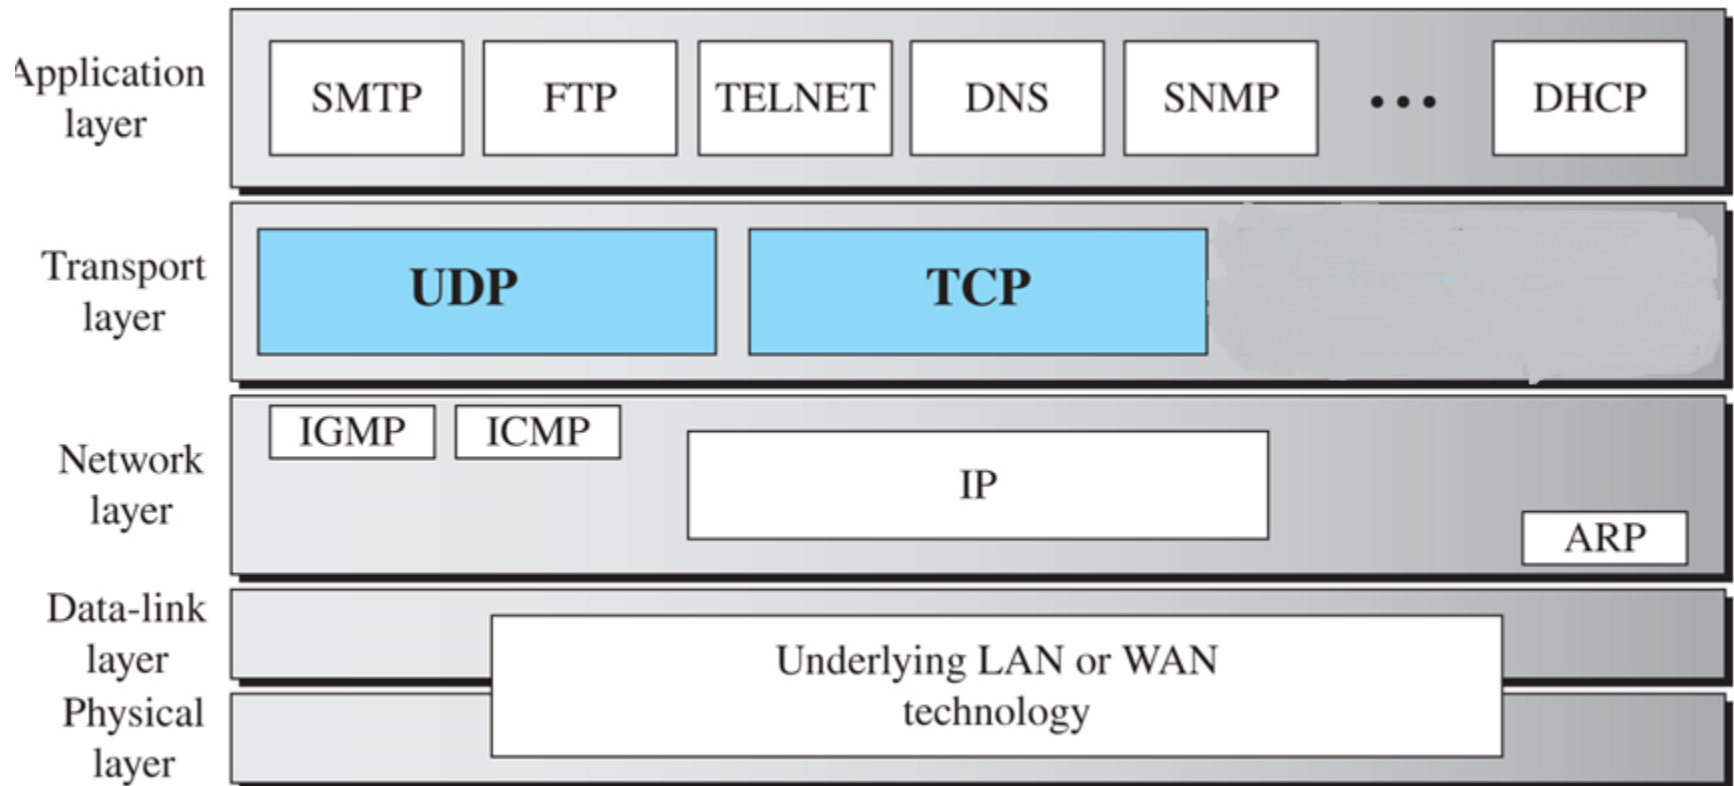 Application
layer
SMTP
FTP
TELNET
DNS
SNMP
•••
DHCP
Transport
layer
UDP
TCP
Network
layer
IGMP
ICMP
IP
ARP
Data-link
layer
Underlying LAN or WAN
technology
Physical
layer